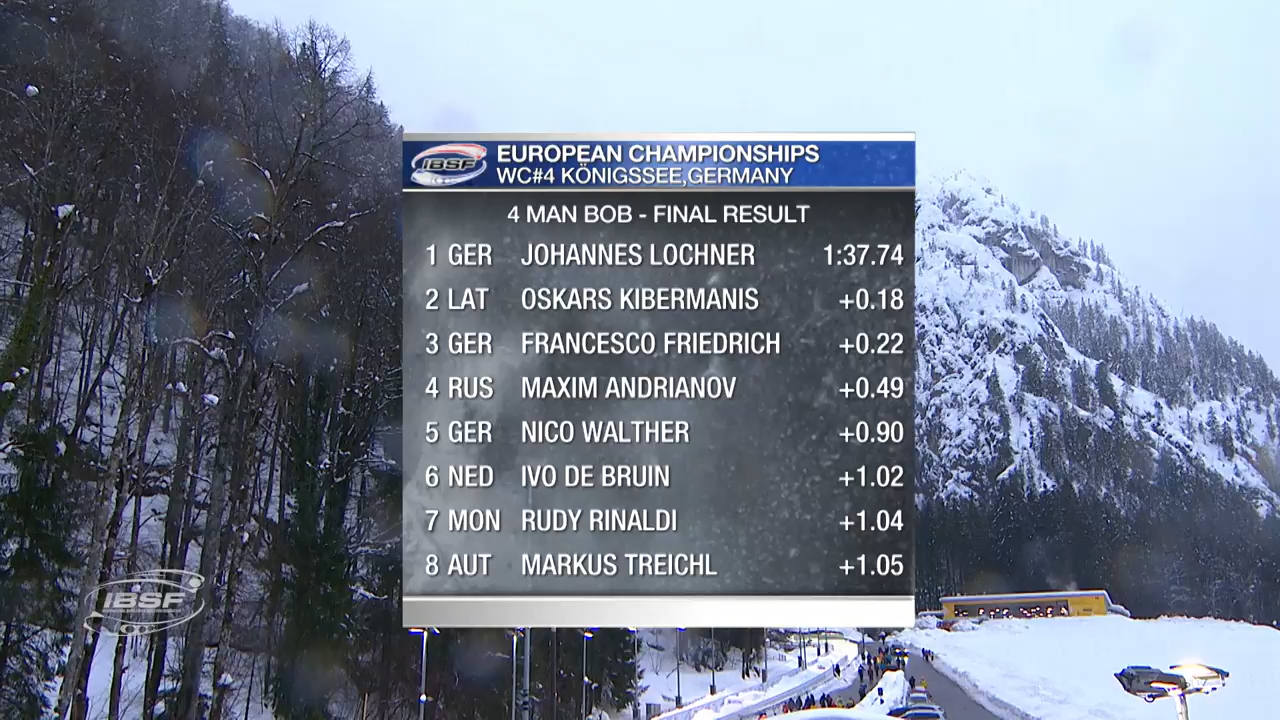 IBSF
EUROPEAN CHAMPIONSHIPS
WC#4 KÖNIGSSEE,GERMANY
4 MAN BOB - FINAL RESULT
1 GER JOHANNES LOCHNER 1:37.74
2 LAT OSKARS KIBERMANIS +0.18
3 GER FRANCESCO FRIEDRICH +0.22
4 RUS MAXIM ANDRIANOV +0.49
5 GER NICO WALTHER +0.90
6 NED IVO DE BRUIN +1.02
7 MON RUDY RINALDI +1.04
8 AUT MARKUS TREICHL +1.05
IBSF